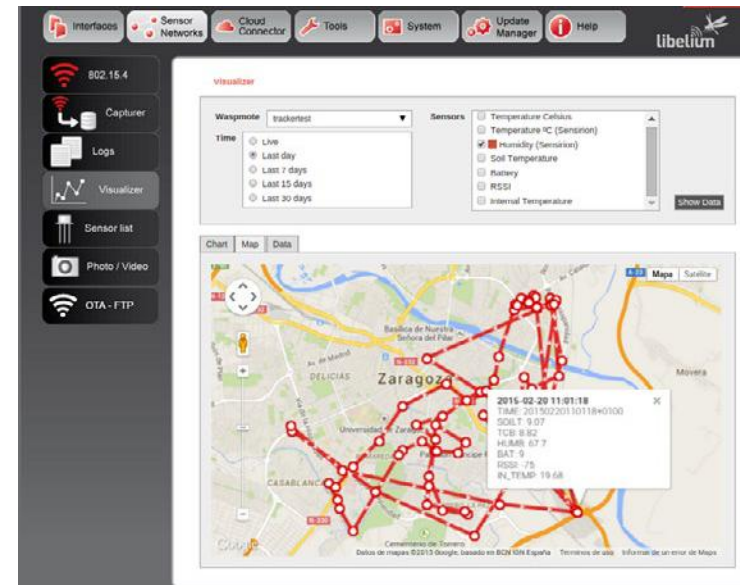 Interfaces
Sensor
Networks
Cloud
Connector
Tools
System
Update
Manager
Help
libelium
802.15.4
Capturer
Logs
Visualizer
Sensor list
Photo / Video
OTA - FTP
Visualizer
Waspmote
trackertest
Time
Live
Last day
Last 7 days
Last 15 days
Last 30 days
Sensors
Temperature Celsius
Temperature ºC (Sensirion)
Humidity (Sensirion)
Soil Temperature
Battery
RSSI
Internal Temperature
Show Data
Chart
Map
Data
Mapa
Satélite
Basílica de Nuestra
Señora del Pilar
Av. de Madrid
DELICIAS
Zaragoz
Movera
Universidad
CASABLANCA
Cementerio de Torrero
2015-02-20 11:01:18
TIME: 20150220110118+0100
SOILT: 9.07
TCB: 8.82
HUMB: 67.7
BAT: 9
RSSI: -75
IN_TEMP: 19.68
Google
Datos de mapas ©2015 Google, basado en BCN IGN España
Términos de uso
Informar de un error de Maps